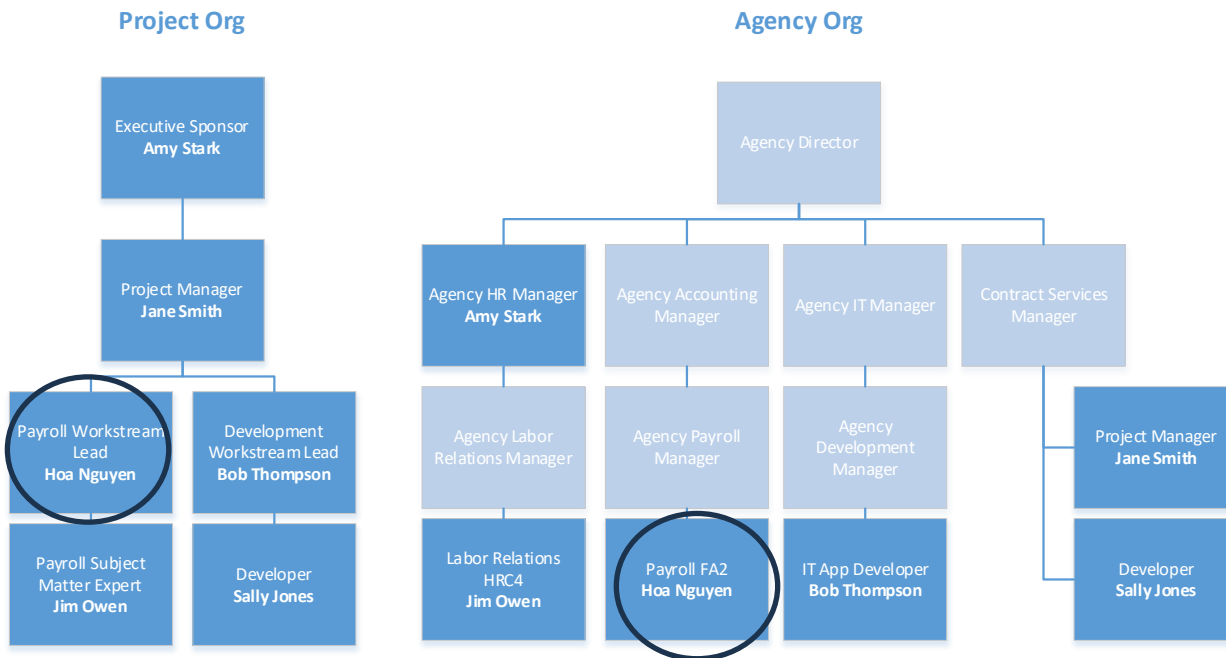 Project Org
Executive Sponsor
Amy Stark
Project Manager
Jane Smith
Payroll Workstream
Lead
Hoa Nguyen
Development
Workstream Lead
Bob Thompson
Payroll Subject
Matter Expert
Jim Owen
Developer
Sally Jones
Agency Org
Agency Director
Agency HR Manager
Amy Stark
Agency Accounting
Manager
Agency IT Manager
Contract Services
Manager
Agency Labor
Relations Manager
Agency Payroll
Manager
Agency
Development
Manager
Project Manager
Jane Smith
Labor Relations
HRC4
Jim Owen
Payroll FA2
Hoa Nguyen
IT App Developer
Bob Thompson
Developer
Sally Jones